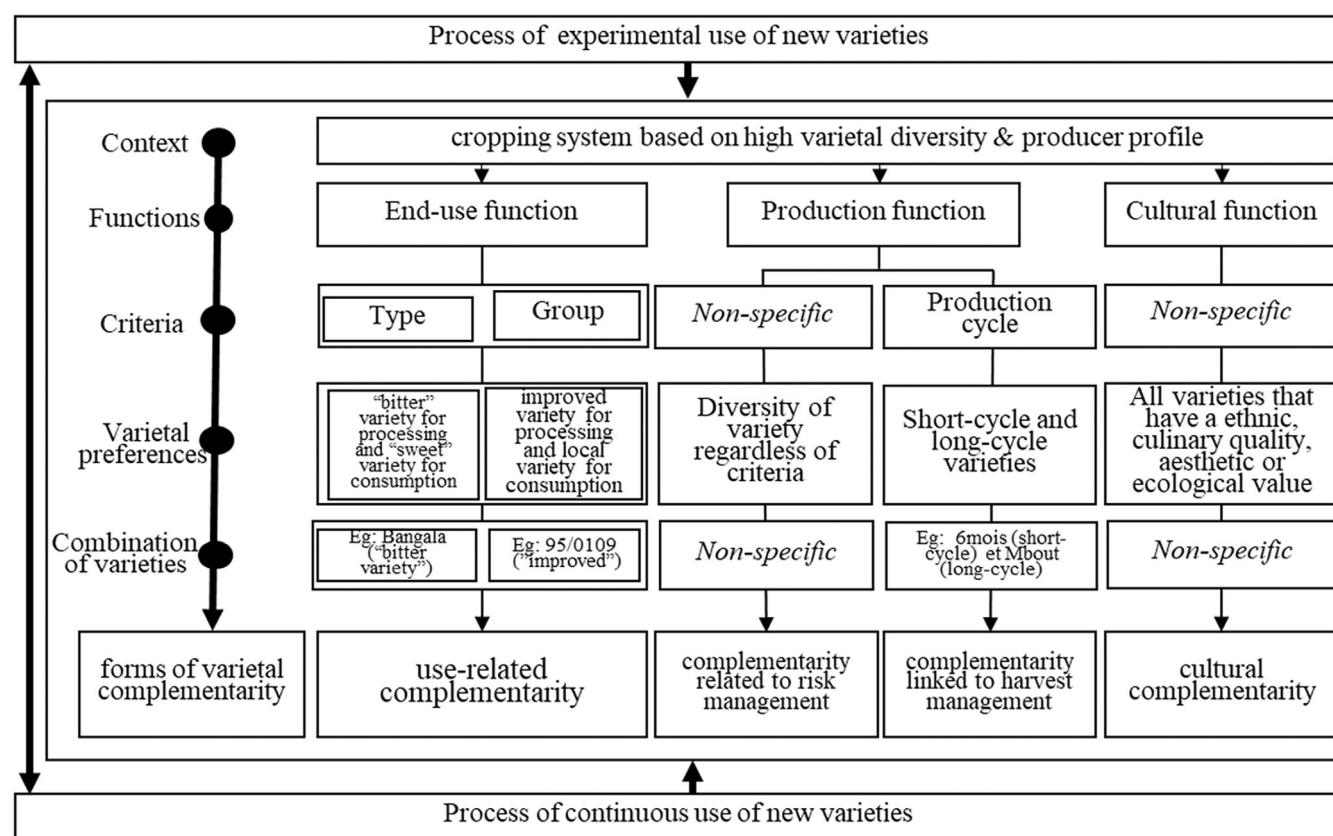 Process of experimental use of new varieties
Context
cropping system based on high varietal diversity & producer profile
Functions
End-use function
Production function
Cultural function
Criteria
Type
Group
Non-specific
Production
cycle
Non-specific
Varietal
preferences
“bitter”
variety for
processing
and “sweet”
variety for
consumption
improved
variety for
processing
and local
variety for
consumption
Diversity of
variety
regardless of
criteria
Short-cycle and
long-cycle
varieties
All varieties that
have a ethnic,
culinary quality,
aesthetic or
ecological value
Combination
of varieties
Eg: Bangala
(“bitter
variety”)
Eg: 95/0109
(”improved”)
Non-specific
Eg: 6mois (short-
cycle) et Mbout
(long-cycle)
Non-specific
forms of varietal
complementarity
use-related
complementarity
complementarity
related to risk
management
complementarity
linked to harvest
management
cultural
complementarity
Process of continuous use of new varieties